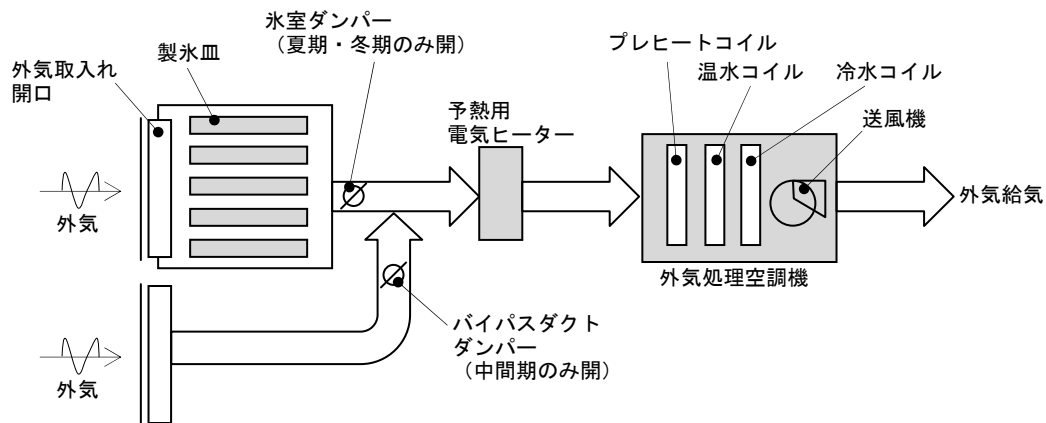 氷室ダンパー
（夏期・冬期のみ開）
製氷皿
外気取入れ
開口
外気
予熱用
電気ヒーター
プレヒートコイル
温水コイル
冷水コイル
送風機
外気給気
外気処理空調機
バイパスダクト
ダンパー
（中間期のみ開）
外気